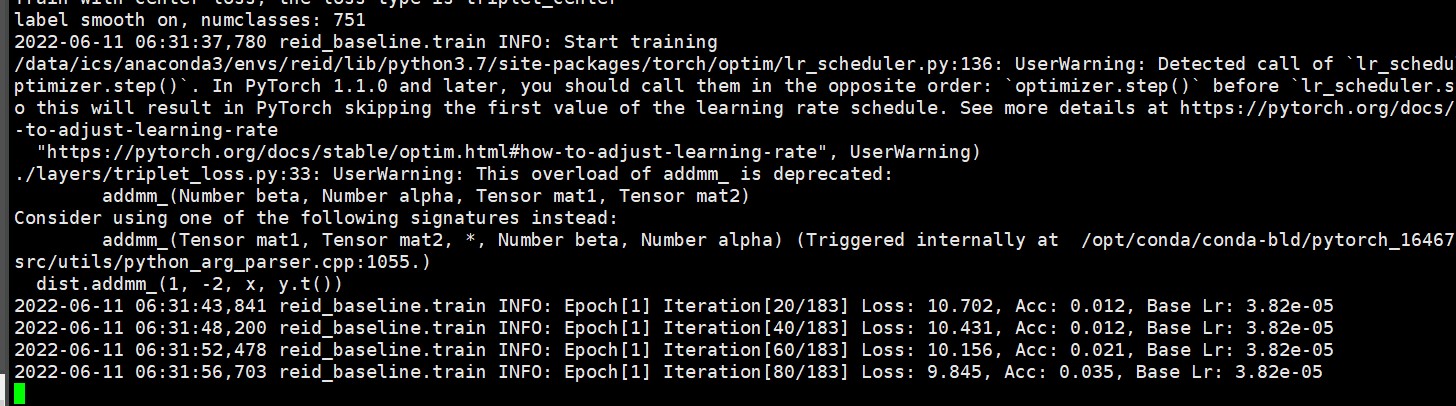 Train with center loss, the loss type is triplet_center
label smooth on, numclasses: 751
2022-06-11 06:31:37,780 reid_baseline.train INFO: Start training
/data/ics/anaconda3/envs/reid/lib/python3.7/site-packages/torch/optim/lr_scheduler.py:136: UserWarning: Detected call of `lr_schedu
ptimizer.step()`. In PyTorch 1.1.0 and later, you should call them in the opposite order: `optimizer.step()` before `lr_scheduler.s
o this will result in PyTorch skipping the first value of the learning rate schedule. See more details at https://pytorch.org/docs/
-to-adjust-learning-rate
  "https://pytorch.org/docs/stable/optim.html#how-to-adjust-learning-rate", UserWarning)
./layers/triplet_loss.py:33: UserWarning: This overload of addmm_ is deprecated:
        addmm_(Number beta, Number alpha, Tensor mat1, Tensor mat2)
Consider using one of the following signatures instead:
        addmm_(Tensor mat1, Tensor mat2, *, Number beta, Number alpha) (Triggered internally at  /opt/conda/conda-bld/pytorch_16467
src/utils/python_arg_parser.cpp:1055.)
  dist.addmm_(1, -2, x, y.t())
2022-06-11 06:31:43,841 reid_baseline.train INFO: Epoch[1] Iteration[20/183] Loss: 10.702, Acc: 0.012, Base Lr: 3.82e-05
2022-06-11 06:31:48,200 reid_baseline.train INFO: Epoch[1] Iteration[40/183] Loss: 10.431, Acc: 0.012, Base Lr: 3.82e-05
2022-06-11 06:31:52,478 reid_baseline.train INFO: Epoch[1] Iteration[60/183] Loss: 10.156, Acc: 0.021, Base Lr: 3.82e-05
2022-06-11 06:31:56,703 reid_baseline.train INFO: Epoch[1] Iteration[80/183] Loss: 9.845, Acc: 0.035, Base Lr: 3.82e-05